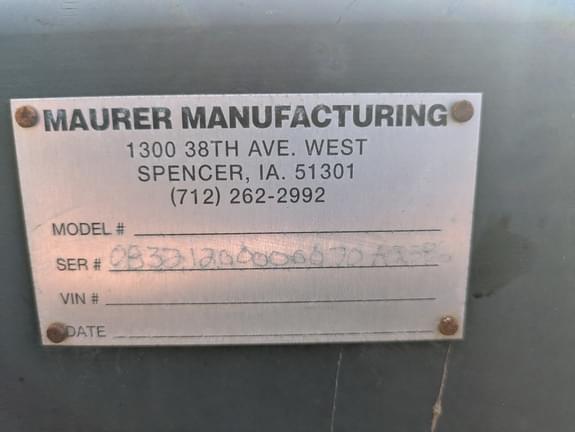 MAURER MANUFACTURING
1300 38TH AVE. WEST
SPENCER, IA. 51301
(712) 262-2992
MODEL #
SER #
VIN #
DATE